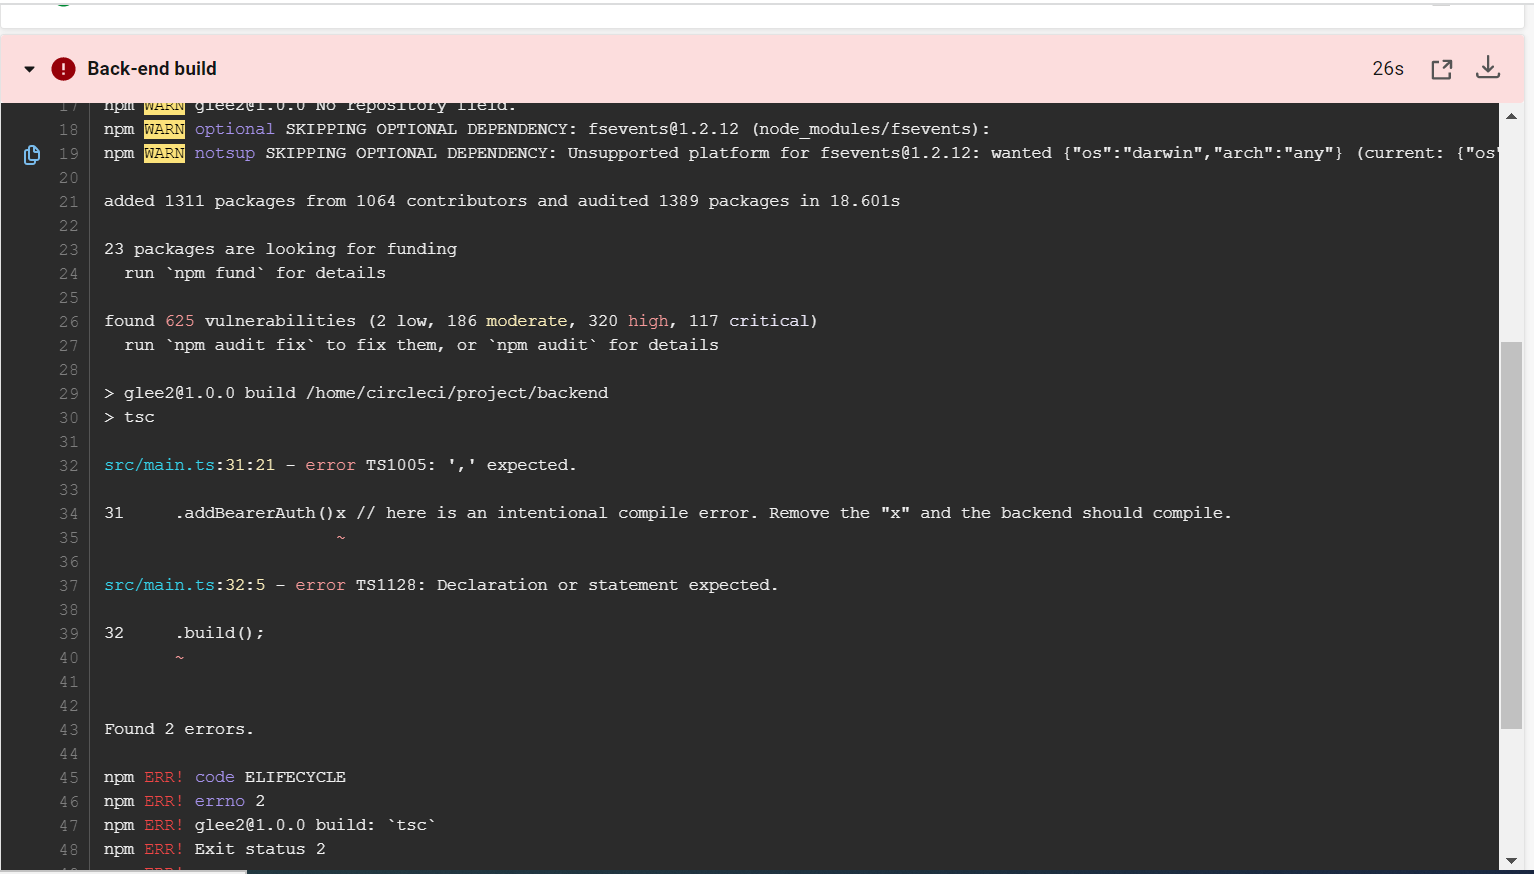 Back-end build
26s
17 npm WARN glee2@1.0.0 No repository field.
18 npm WARN optional SKIPPING OPTIONAL DEPENDENCY: fsevents@1.2.12 (node_modules/fsevents):
19 npm WARN notsup SKIPPING OPTIONAL DEPENDENCY: Unsupported platform for fsevents@1.2.12: wanted {"os":"darwin","arch":"any"} (current: {"os"
20
21 added 1311 packages from 1064 contributors and audited 1389 packages in 18.601s
22
23 23 packages are looking for funding
24 run `npm fund` for details
25
26 found 625 vulnerabilities (2 low, 186 moderate, 320 high, 117 critical)
27 run `npm audit fix` to fix them, or `npm audit` for details
28
29 > glee2@1.0.0 build /home/circleci/project/backend
30 > tsc
31
32 src/main.ts:31:21 - error TS1005: ',' expected.
33
34 31 .addBearerAuth()x // here is an intentional compile error. Remove the "x" and the backend should compile.
35 ~
36
37 src/main.ts:32:5 - error TS1128: Declaration or statement expected.
38
39 32 .build();
40 ~
41
42
43 Found 2 errors.
44
45 npm ERR! code ELIFECYCLE
46 npm ERR! errno 2
47 npm ERR! glee2@1.0.0 build: `tsc`
48 npm ERR! Exit status 2